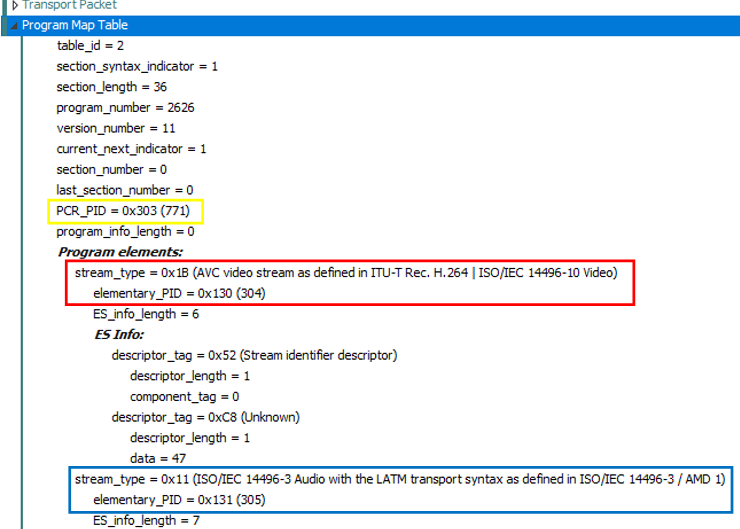 Transport Packet
Program Map Table
table_id = 2
section_syntax_indicator = 1
section_length = 36
program_number = 2626
version_number = 11
current_next_indicator = 1
section_number = 0
last_section_number = 0
PCR_PID = 0x303 (771)
program_info_length = 0
Program elements:
stream_type = 0x1B (AVC video stream as defined in ITU-T Rec. H.264 | ISO/IEC 14496-10 Video)
elementary_PID = 0x130 (304)
ES_info_length = 6
ES Info:
descriptor_tag = 0x52 (Stream identifier descriptor)
descriptor_length = 1
component_tag = 0
descriptor_tag = 0xC8 (Unknown)
descriptor_length = 1
data = 47
stream_type = 0x11 (ISO/IEC 14496-3 Audio with the LATM transport syntax as defined in ISO/IEC 14496-3 / AMD 1)
elementary_PID = 0x131 (305)
ES_info_length = 7